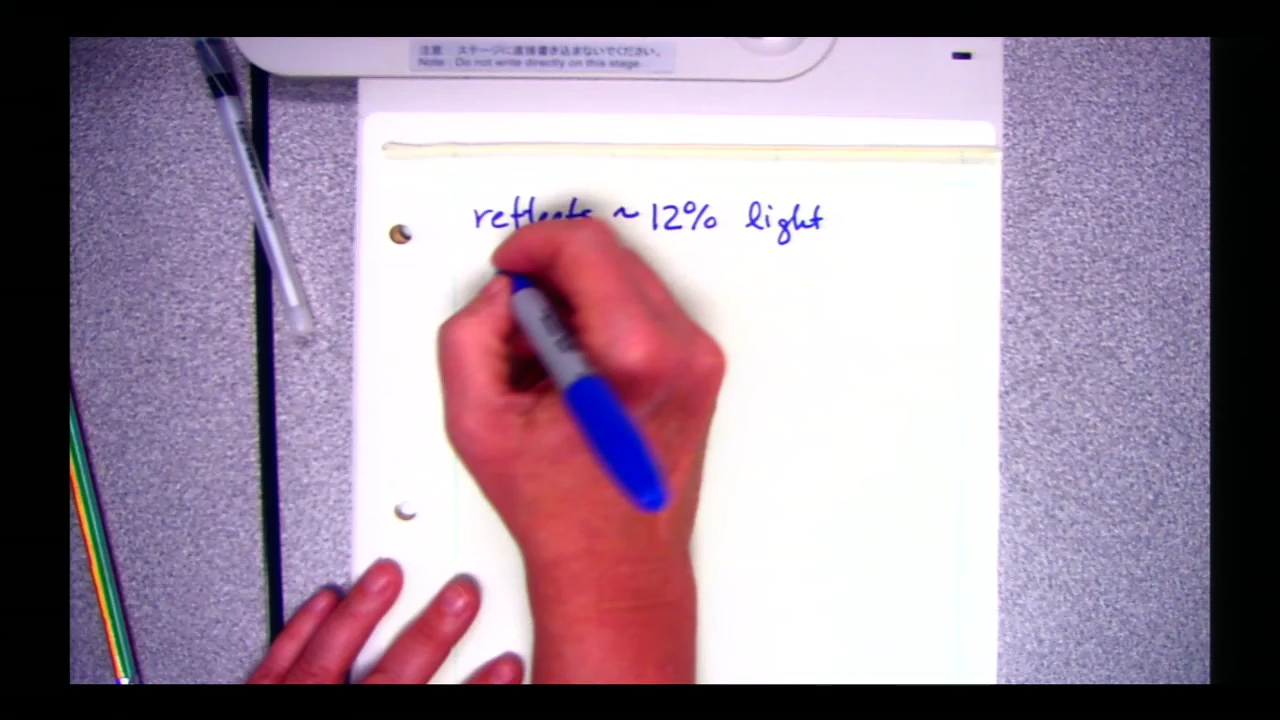 注意: ステージに直接書き込まないでください。
Note: Do not write directly on this stage.
reflects ~12% light